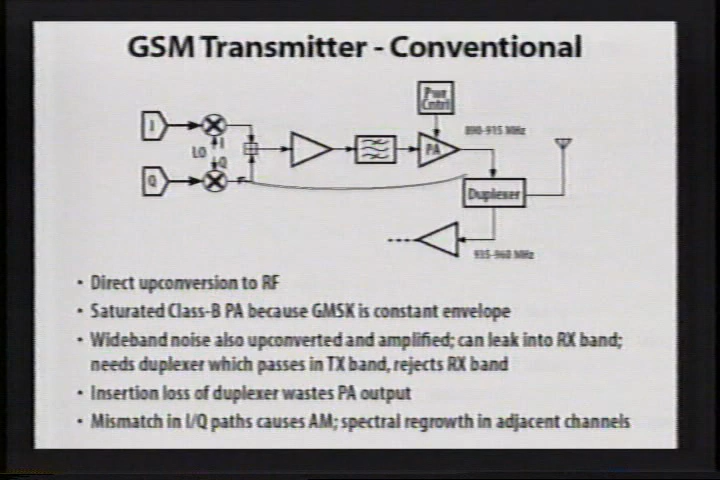 GSM Transmitter - Conventional
Pwr
Cntrl
890-915 MHz
I
I
LO
Q
Q
PA
Duplexer
935-960 MHz
• Direct upconversion to RF
• Saturated Class-B PA because GMSK is constant envelope
• Wideband noise also upconverted and amplified; can leak into RX band;
needs duplexer which passes in TX band, rejects RX band
• Insertion loss of duplexer wastes PA output
• Mismatch in I/Q paths causes AM; spectral regrowth in adjacent channels